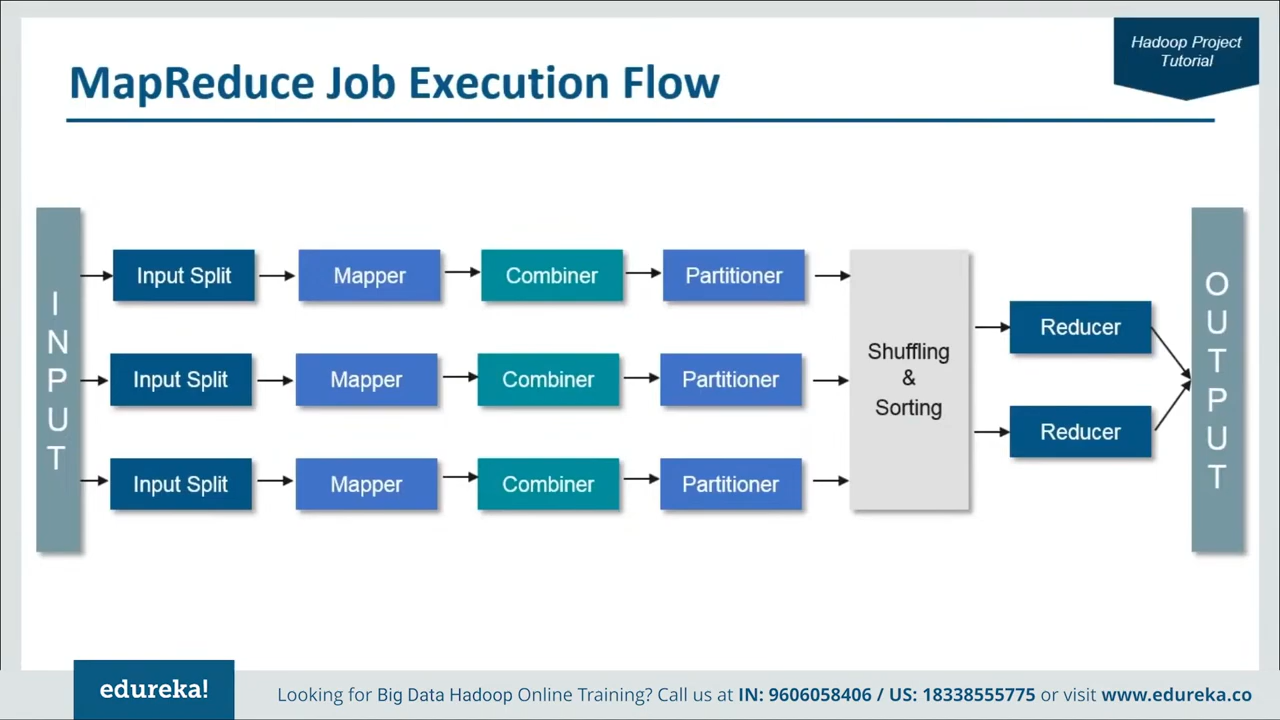 Hadoop Project
Tutorial
MapReduce Job Execution Flow
INPUT
Input Split
Mapper
Combiner
Partitioner
Input Split
Mapper
Combiner
Partitioner
Input Split
Mapper
Combiner
Partitioner
Shuffling
&
Sorting
Reducer
Reducer
OUTPUT
edureka!
Looking for Big Data Hadoop Online Training? Call us at IN: 9606058406 / US: 18338555775 or visit www.edureka.co